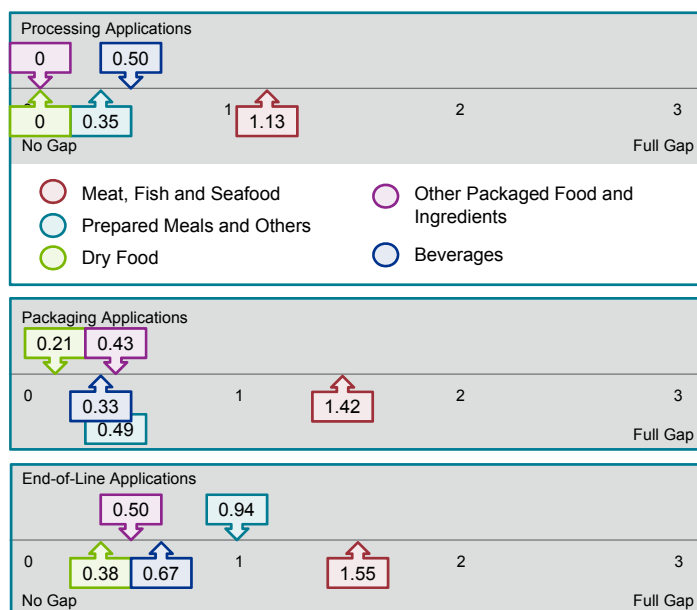 Processing Applications
0 0.50
1 2 3
0 0.35 1.13
No Gap Full Gap
Meat, Fish and Seafood
Prepared Meals and Others
Dry Food
Other Packaged Food and
Ingredients
Beverages
Packaging Applications
0.21 0.43
0 1 2 3
0.33 1.42
0.49
Full Gap
End-of-Line Applications
0.50 0.94
0 1 2 3
0.38 0.67 1.55
No Gap Full Gap